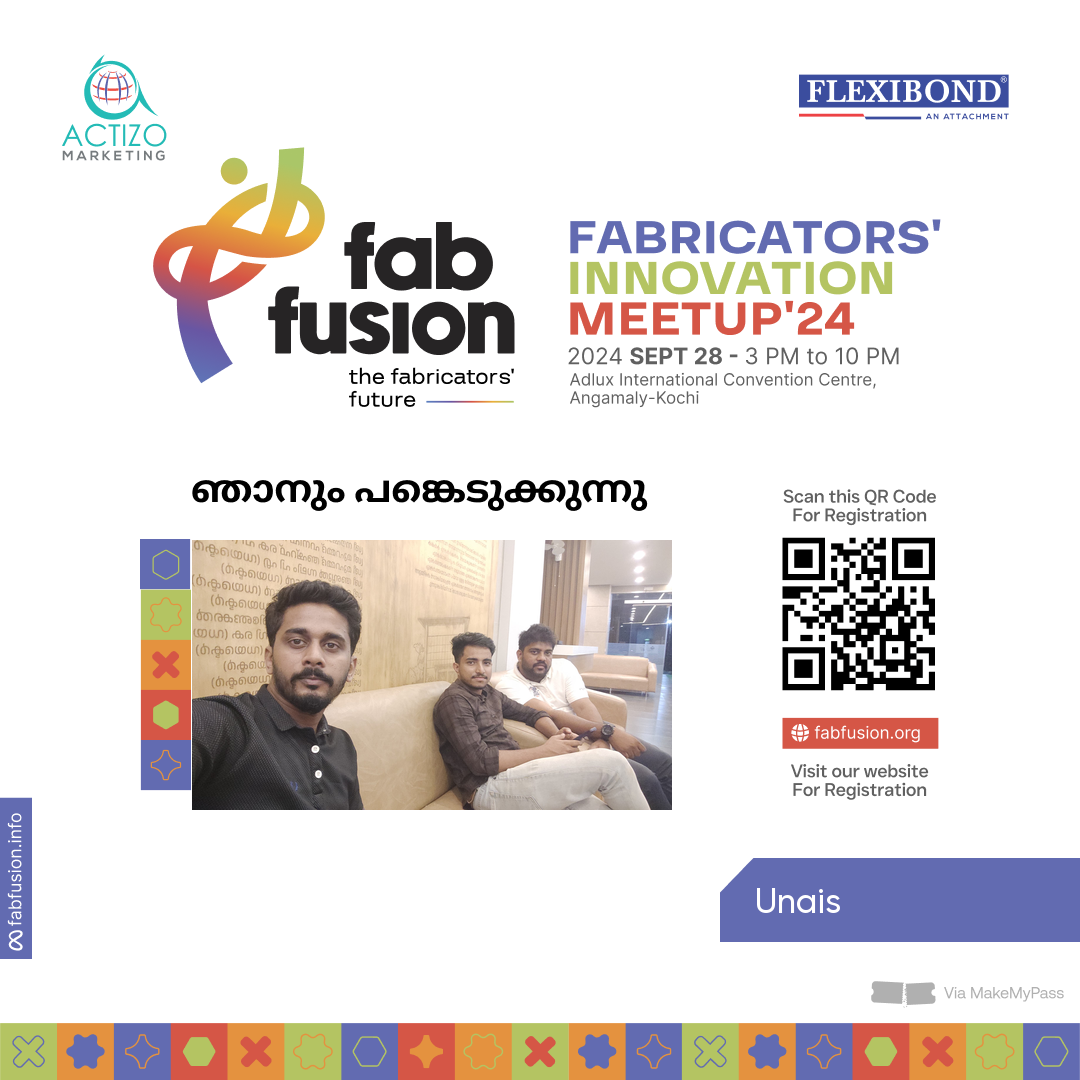 ACTIZO
MARKETING
FLEXIBOND®
AN ATTACHMENT
fab
fusion
the fabricators'
future
FABRICATORS'
INNOVATION
MEETUP'24
2024 SEPT 28 - 3 PM to 10 PM
Adlux International Convention Centre,
Angamaly-Kochi
ഞാനും പങ്കെടുക്കുന്നു
Scan this QR Code
For Registration
fabfusion.org
Visit our website
For Registration
fabfusion.info
Unais
Via MakeMyPass